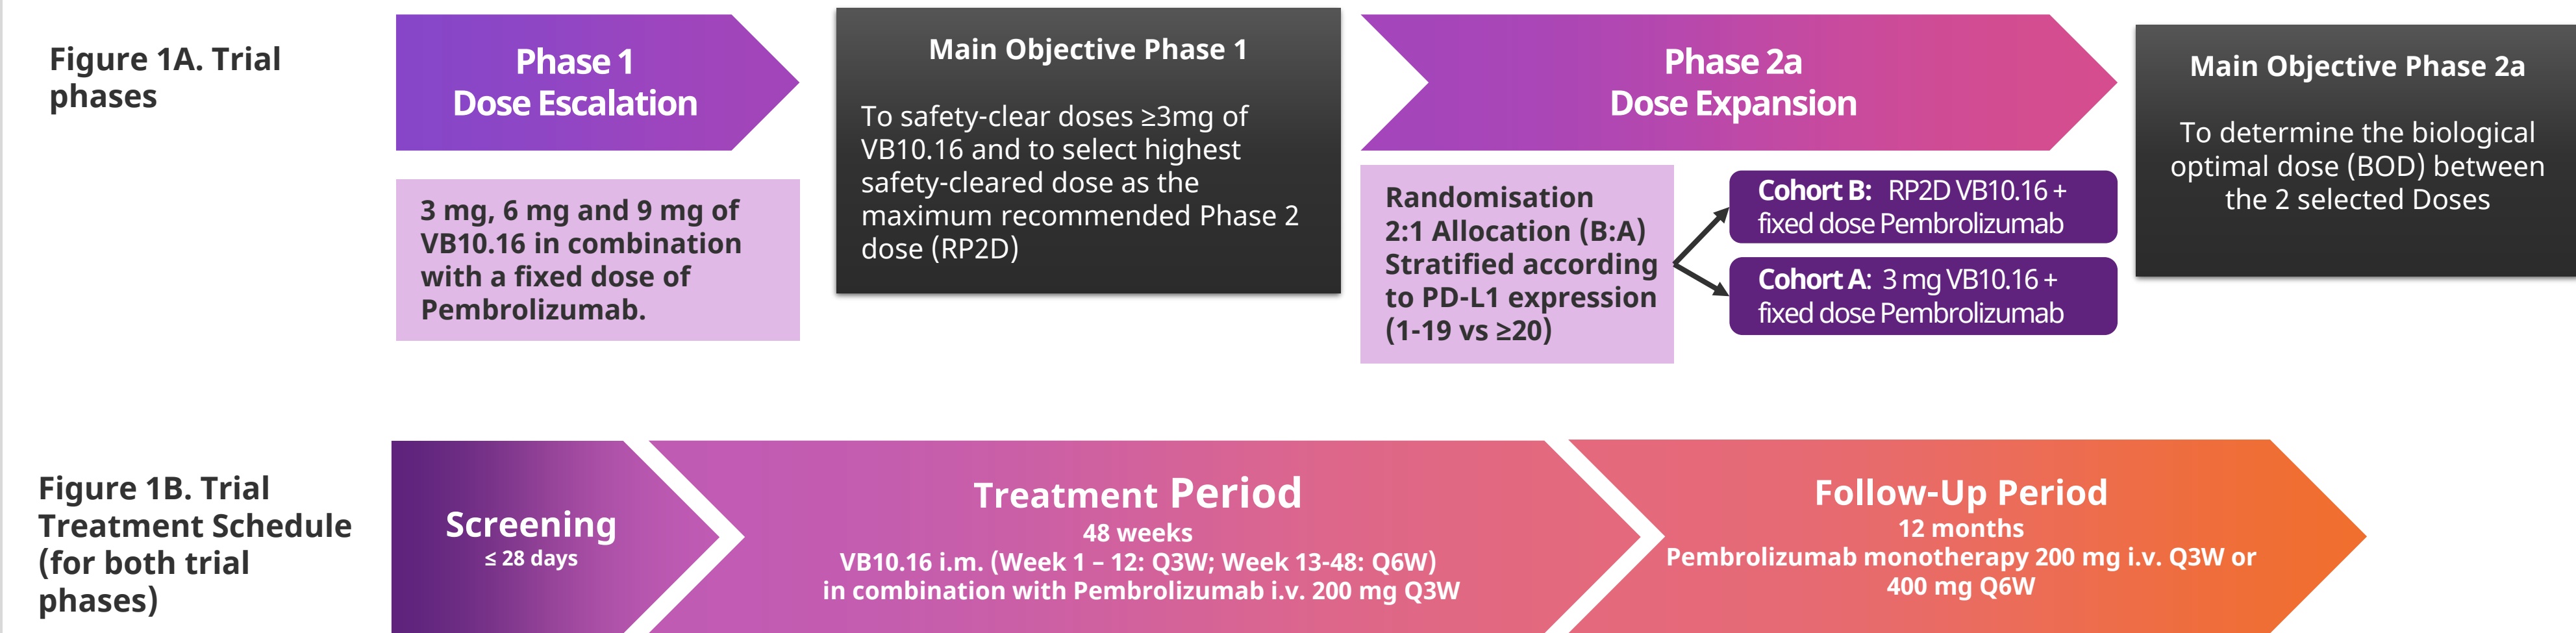 Figure 1A. Trial
phases
Phase 1
Dose Escalation
3 mg, 6 mg and 9 mg of
VB10.16 in combination
with a fixed dose of
Pembrolizumab.
Main Objective Phase 1
To safety-clear doses ≥3mg of
VB10.16 and to select highest
safety-cleared dose as the
maximum recommended Phase 2
dose (RP2D)
Phase 2a
Dose Expansion
Randomisation
2:1 Allocation (B:A)
Stratified according
to PD-L1 expression
(1-19 vs ≥20)
Cohort B: RP2D VB10.16 +
fixed dose Pembrolizumab
Cohort A: 3 mg VB10.16 +
fixed dose Pembrolizumab
Main Objective Phase 2a
To determine the biological
optimal dose (BOD) between
the 2 selected Doses
Figure 1B. Trial
Treatment Schedule
(for both trial
phases)
Screening
≤ 28 days
Treatment Period
48 weeks
VB10.16 i.m. (Week 1 – 12: Q3W; Week 13-48: Q6W)
in combination with Pembrolizumab i.v. 200 mg Q3W
Follow-Up Period
12 months
Pembrolizumab monotherapy 200 mg i.v. Q3W or
400 mg Q6W